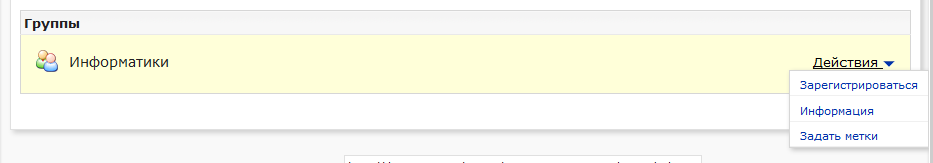 Группы
Информатики
Действия
Зарегистрироваться
Информация
Задать метки